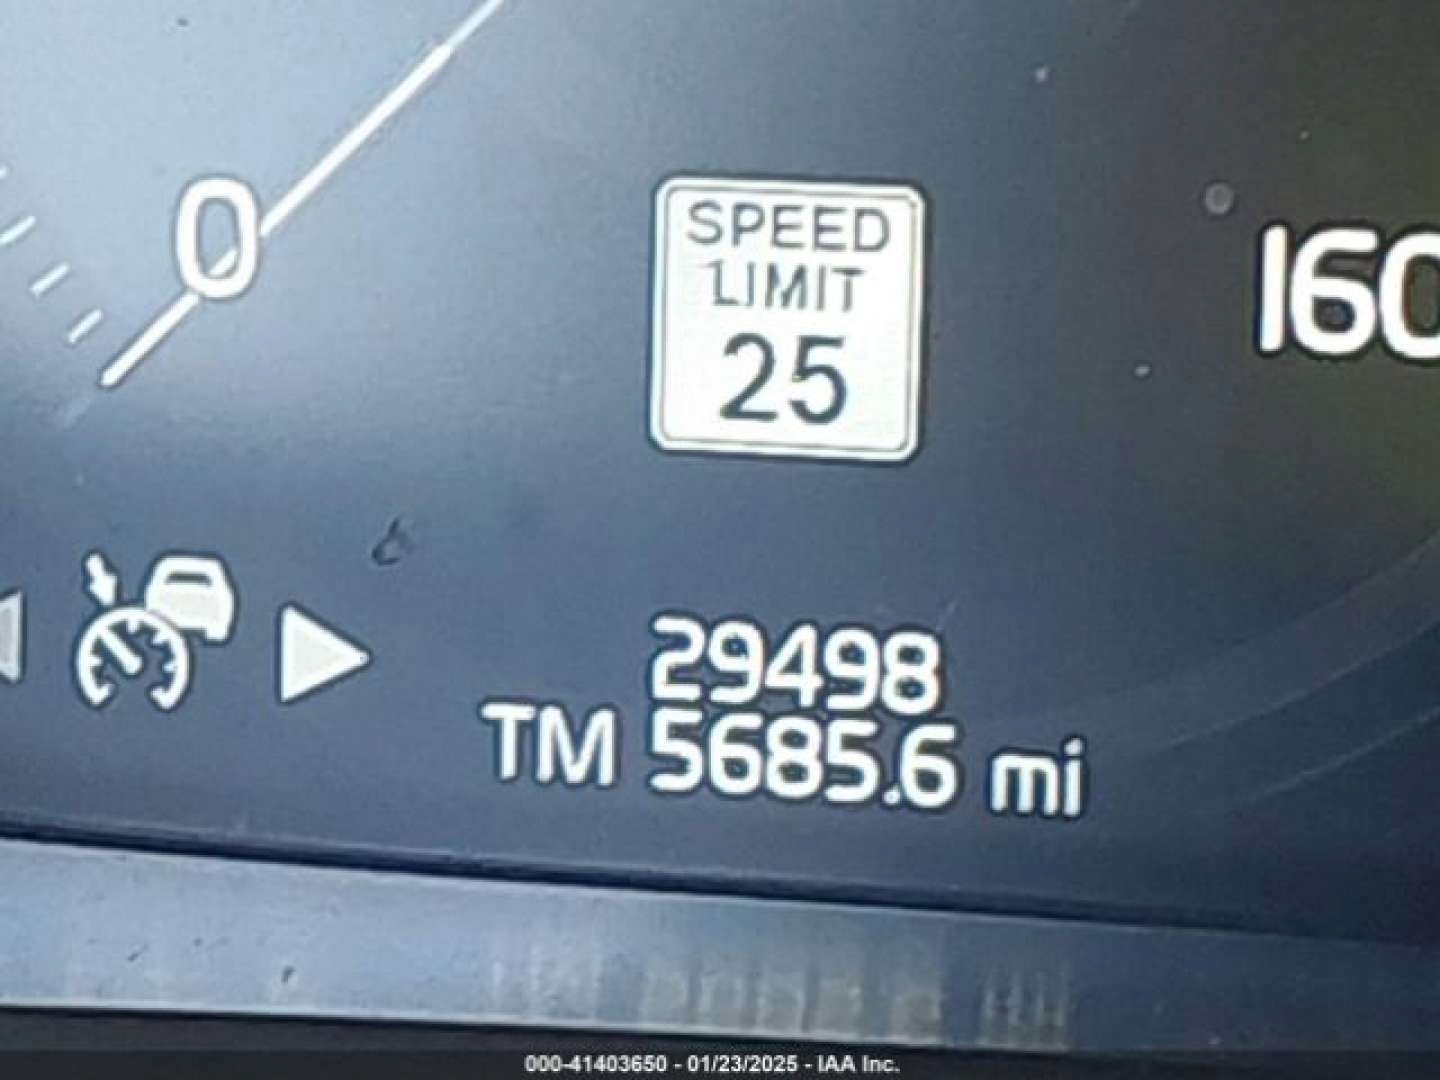 0
SPEED
LIMIT
25
160
29498
TM 5685.6 mi
000-41403650 - 01/23/2025 - IAA Inc.